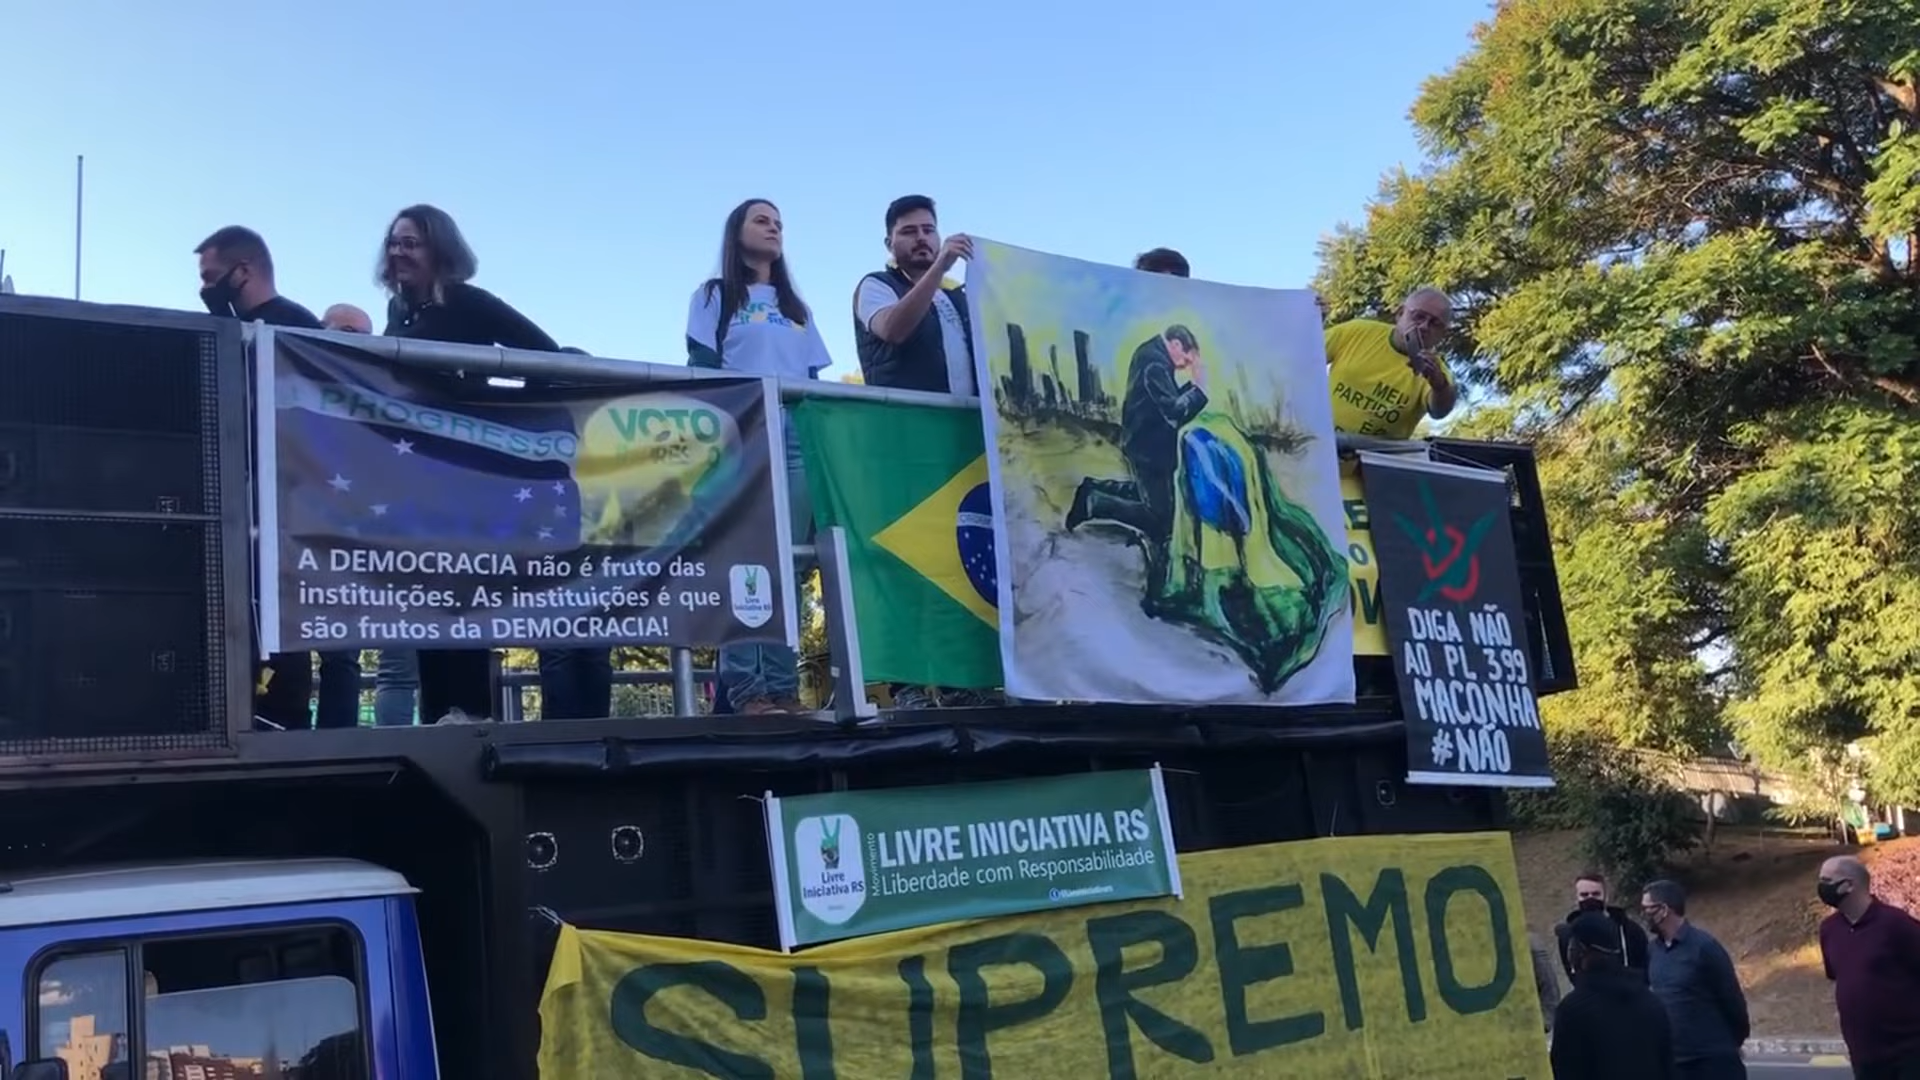 PROGRESSO
VOTO
A DEMOCRACIA não é fruto das
instituições. As instituições é que
são frutos da DEMOCRACIA!
Livre
Iniciativa RS
MEU
PARTIDO
É
DIGA NÃO
AO PL 399
MACONHA
#NÃO
Livre
Iniciativa RS
Movimento
LIVRE INICIATIVA RS
Liberdade com Responsabilidade
SUPREMO